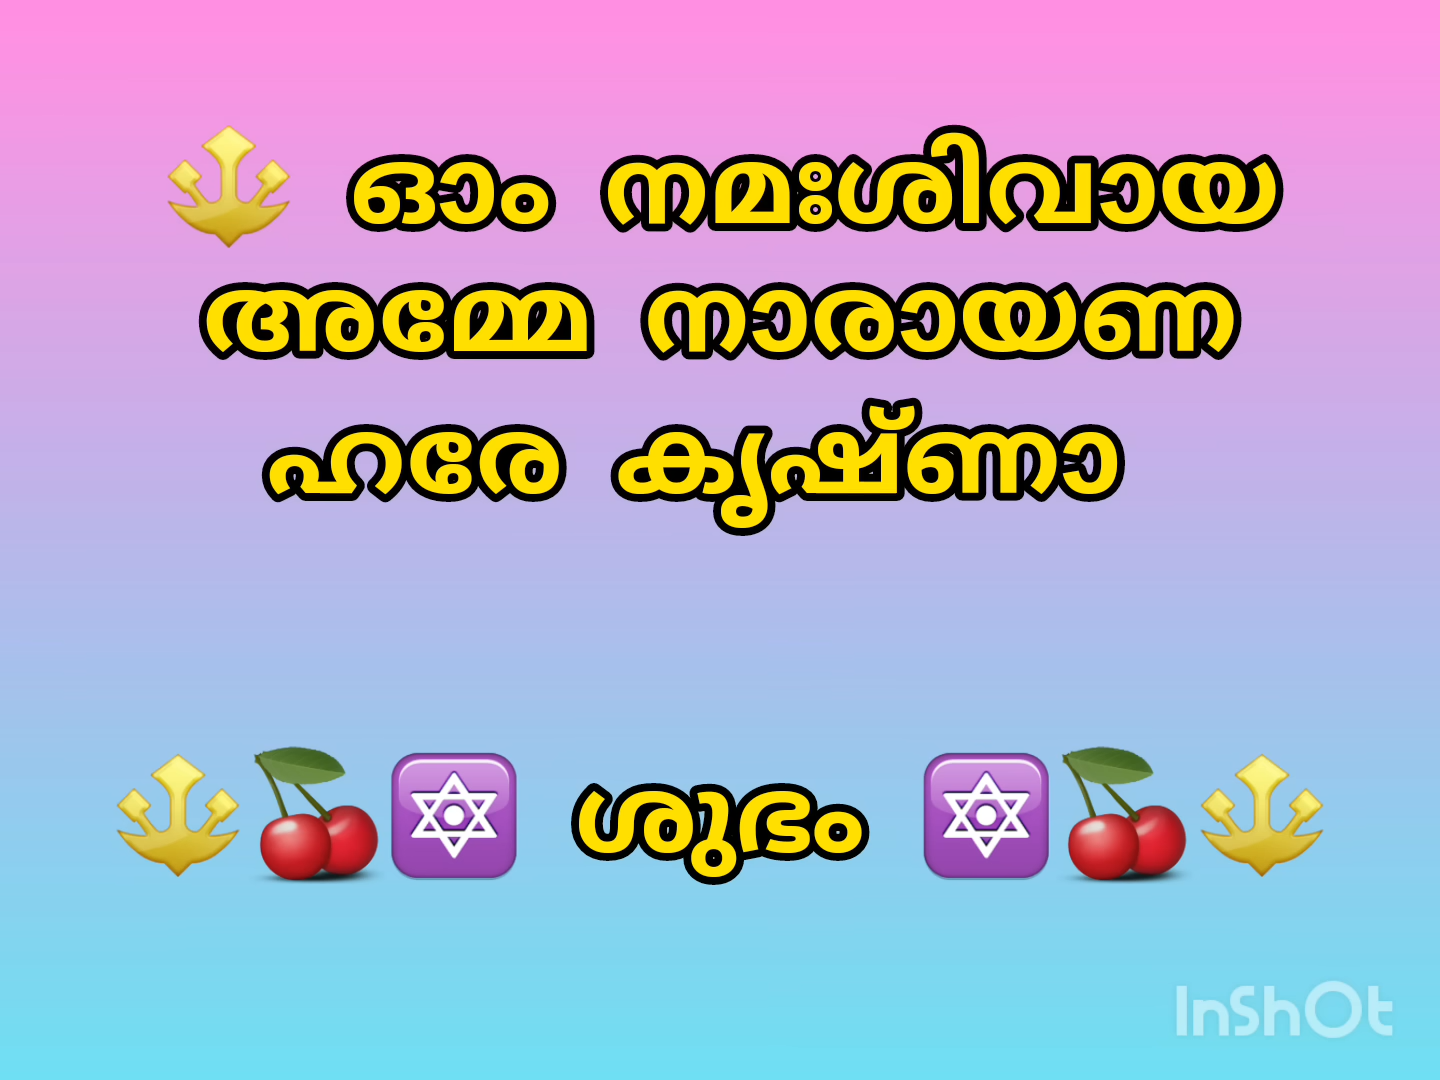 🔱 ഓം നമഃശിവായ
അമ്മേ നാരായണ
ഹരേ കൃഷ്ണാ
🔱🍒🔯 ശുഭം 🔯🍒🔱
InShOt